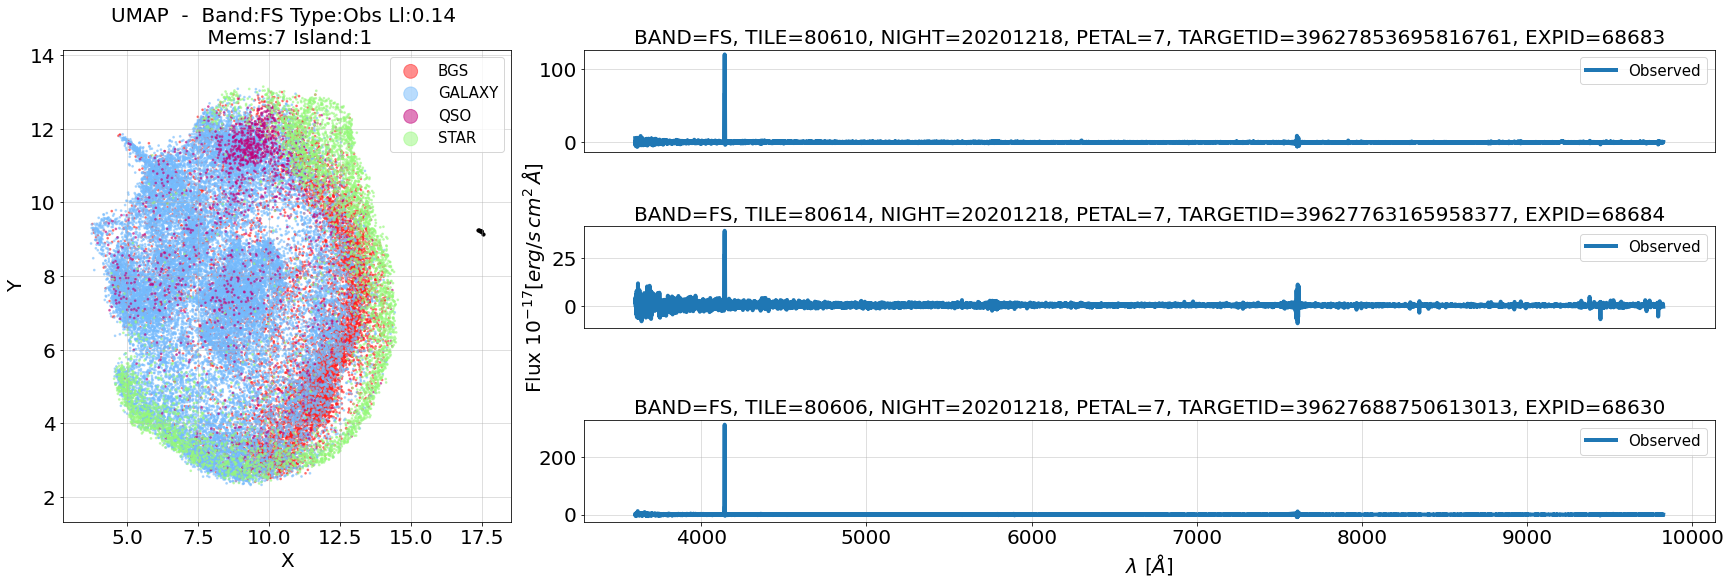 UMAP - Band:FS Type:Obs Ll:0.14
Mems:7 Island:1
14
12
10
8
6
4
2
Y
5.0 7.5 10.0 12.5 15.0 17.5
X
BGS
GALAXY
QSO
STAR
BAND=FS, TILE=80610, NIGHT=20201218, PETAL=7, TARGETID=39627853695816761, EXPID=68683
100
0
Observed
BAND=FS, TILE=80614, NIGHT=20201218, PETAL=7, TARGETID=39627763165958377, EXPID=68684
25
0
Observed
Flux 10⁻¹⁷[erg/s cm² Å]
BAND=FS, TILE=80606, NIGHT=20201218, PETAL=7, TARGETID=39627688750613013, EXPID=68630
200
0
Observed
4000 5000 6000 7000 8000 9000 10000
λ [Å]